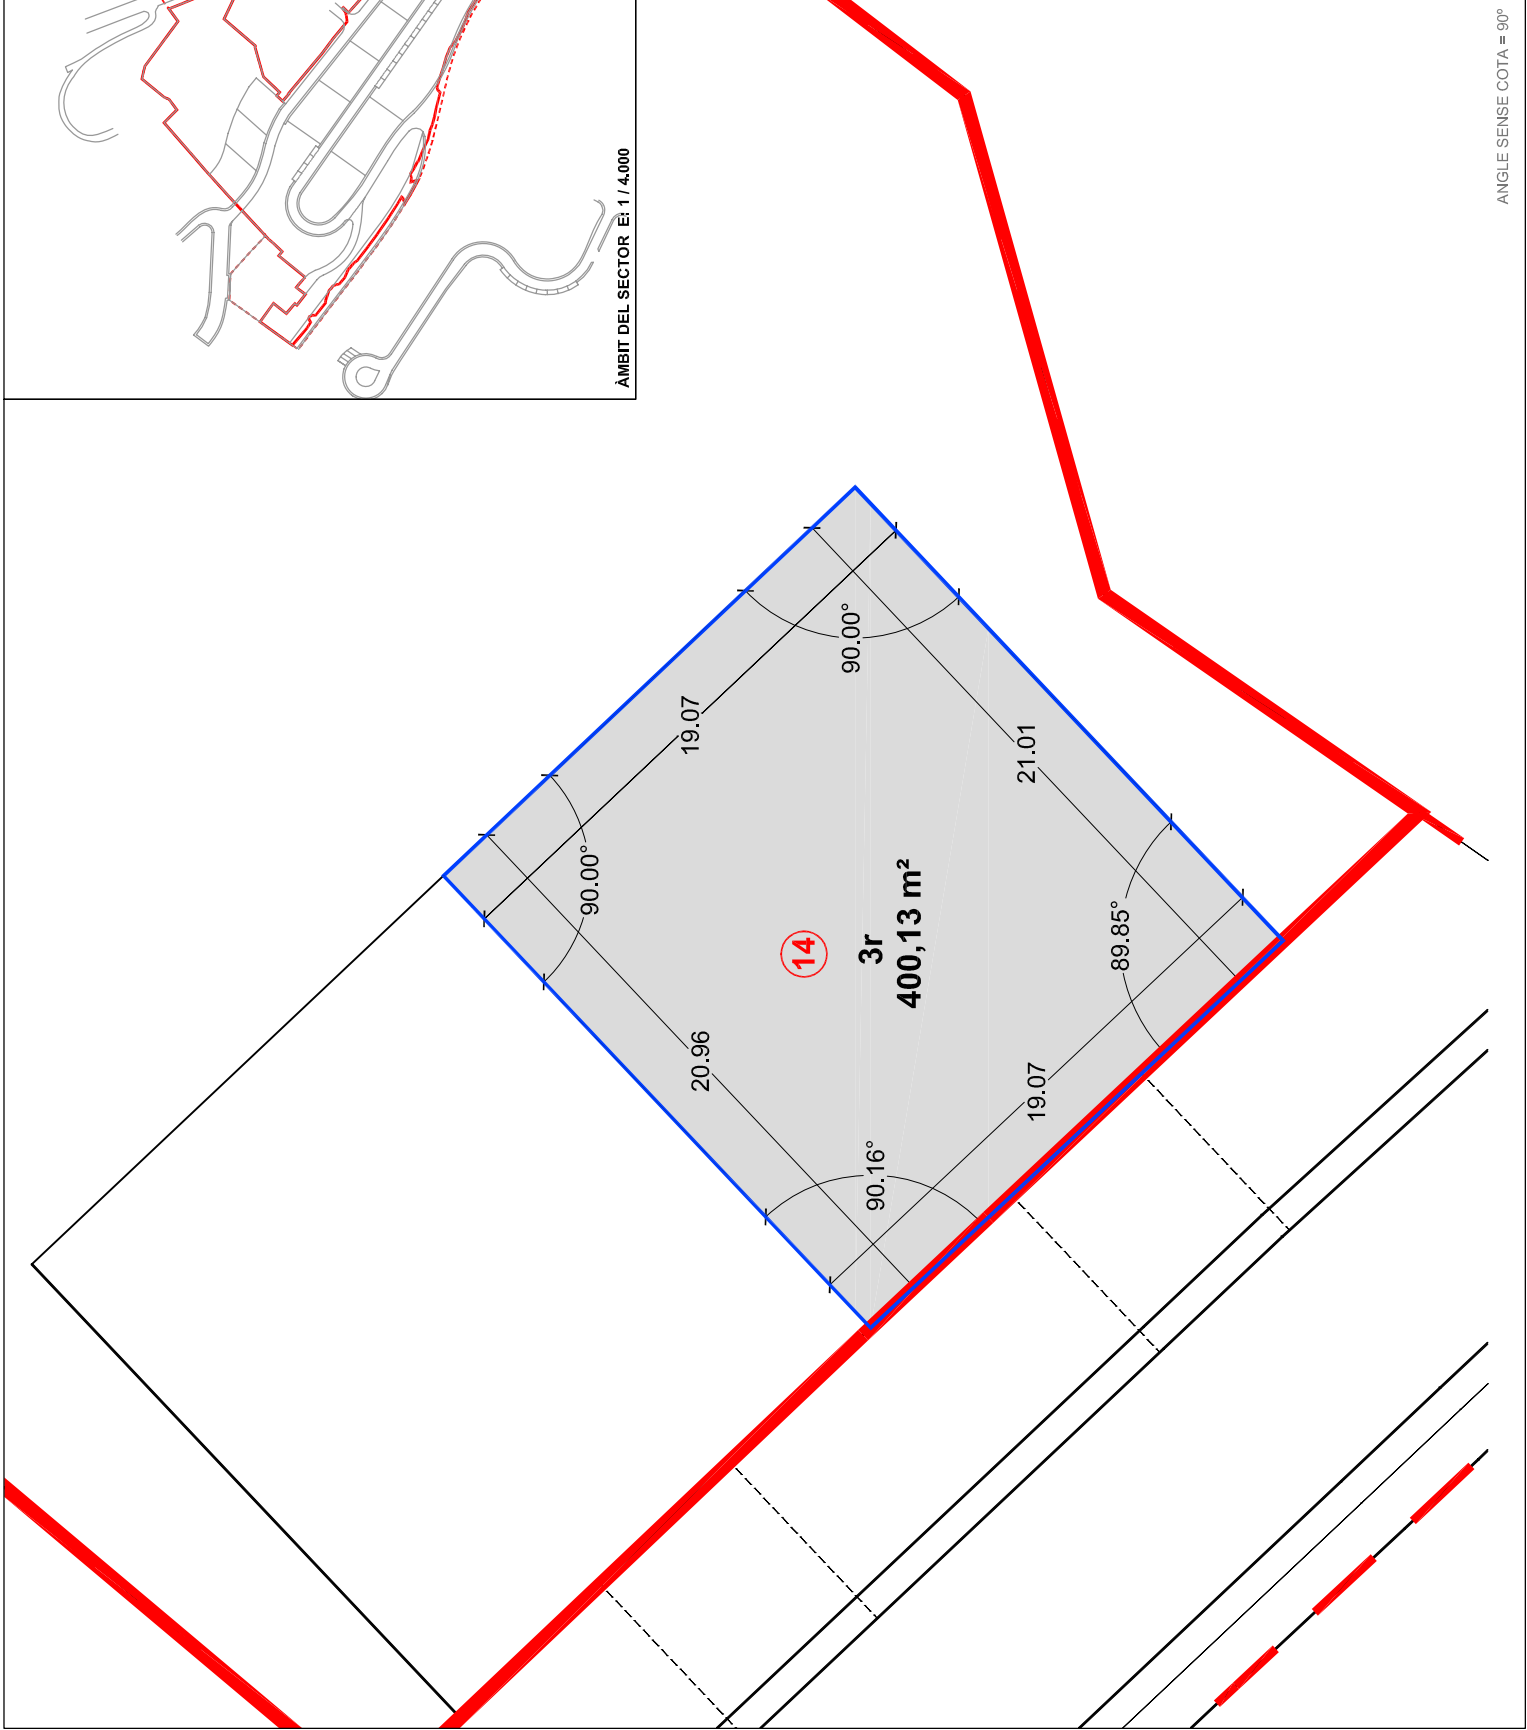 ÀMBIT DEL SECTOR E: 1 / 4.000
ANGLE SENSE COTA = 90°
19.07
90.00°
90.00°
21.01
14
3r
400,13 m²
20.96
89.85°
19.07
90.16°